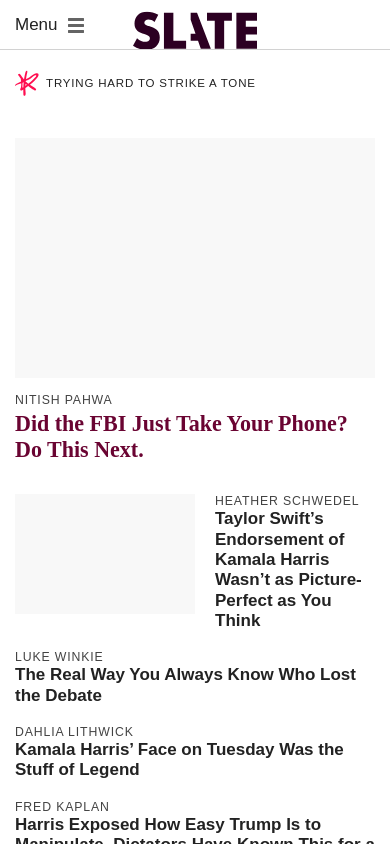 Menu
SLATE
TRYING HARD TO STRIKE A TONE
NITISH PAHWA
Did the FBI Just Take Your Phone?
Do This Next.
HEATHER SCHWEDEL
Taylor Swift’s
Endorsement of
Kamala Harris
Wasn’t as Picture-
Perfect as You
Think
LUKE WINKIE
The Real Way You Always Know Who Lost
the Debate
DAHLIA LITHWICK
Kamala Harris’ Face on Tuesday Was the
Stuff of Legend
FRED KAPLAN
Harris Exposed How Easy Trump Is to
Manipulate. Dictators Have Known This for a